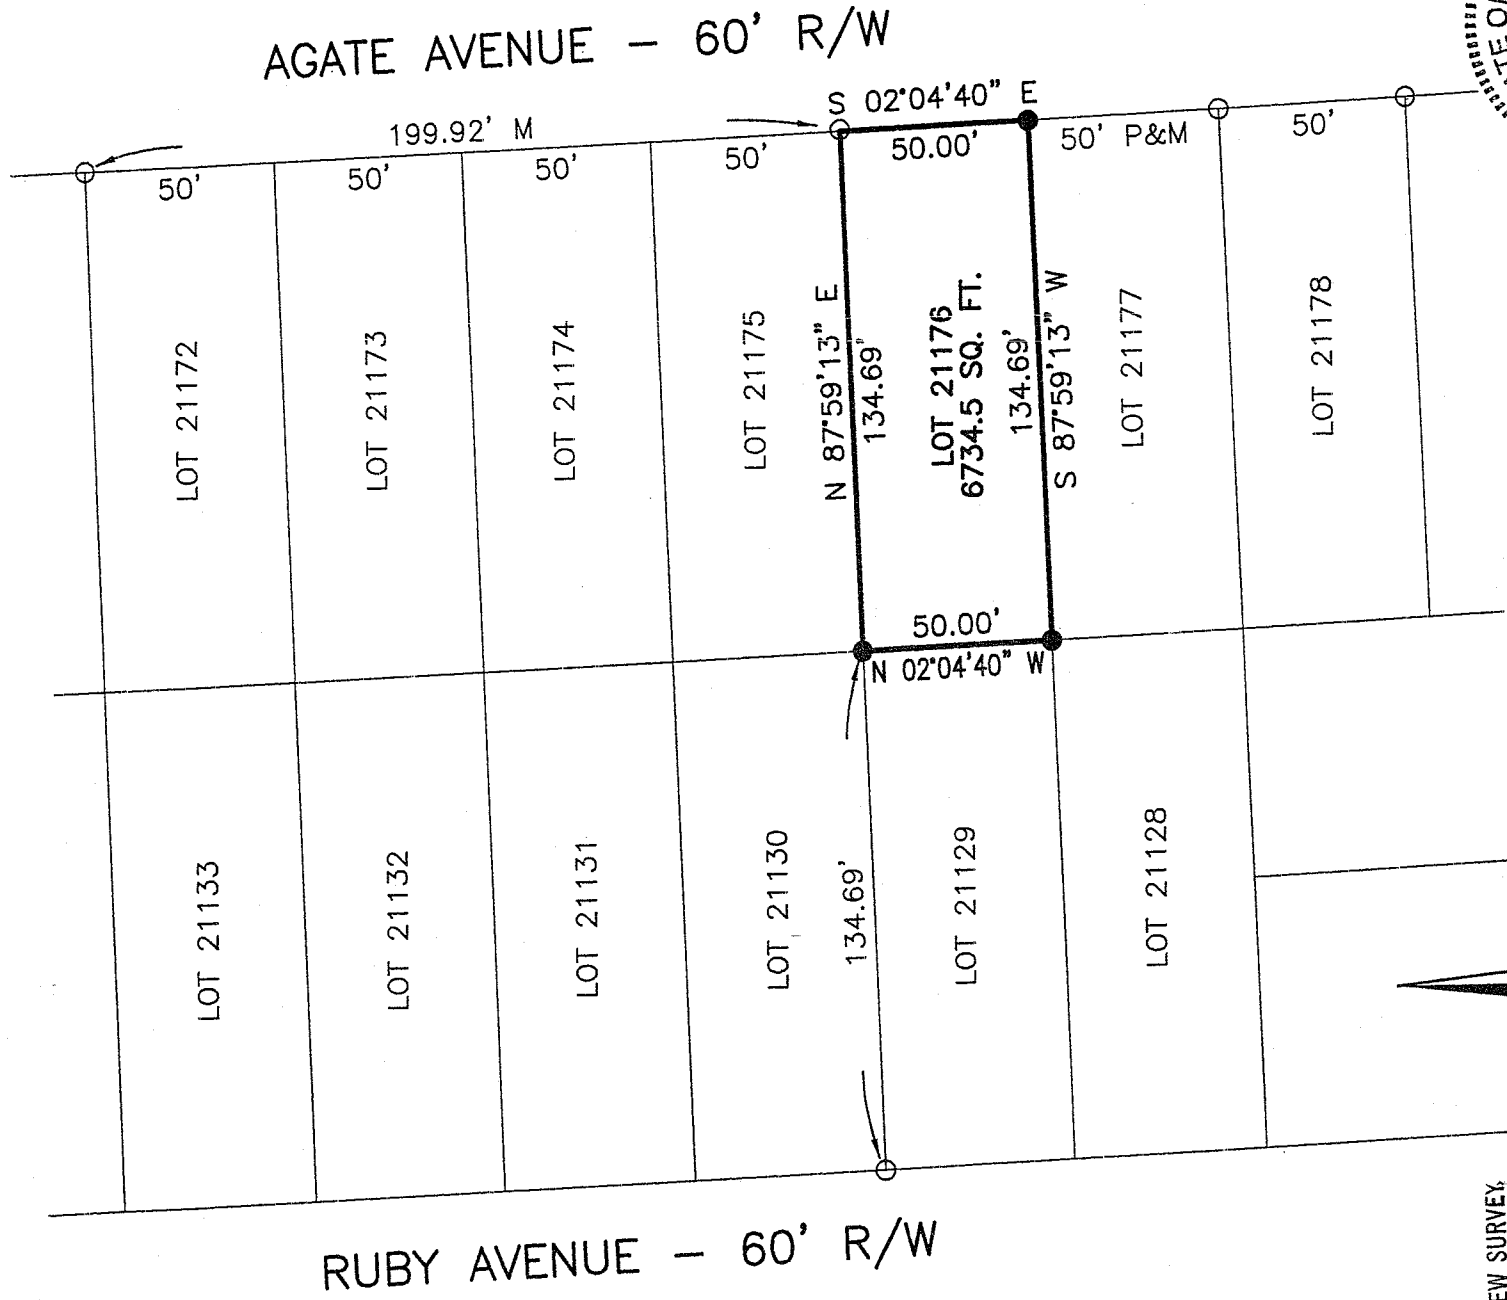 AGATE AVENUE - 60' R/W
S 02°04'40" E
199.92' M
50.00'
50' P&M
50'
50'
50'
50'
50'
LOT 21172
LOT 21173
LOT 21174
LOT 21175
N 87°59'13" E
134.69'
LOT 21176
6734.5 SQ. FT.
134.69'
S 87°59'13" W
LOT 21177
LOT 21178
50.00'
N 02°04'40" W
LOT 21133
LOT 21132
LOT 21131
LOT 21130
134.69'
LOT 21129
LOT 21128
RUBY AVENUE - 60' R/W
SURVEY,